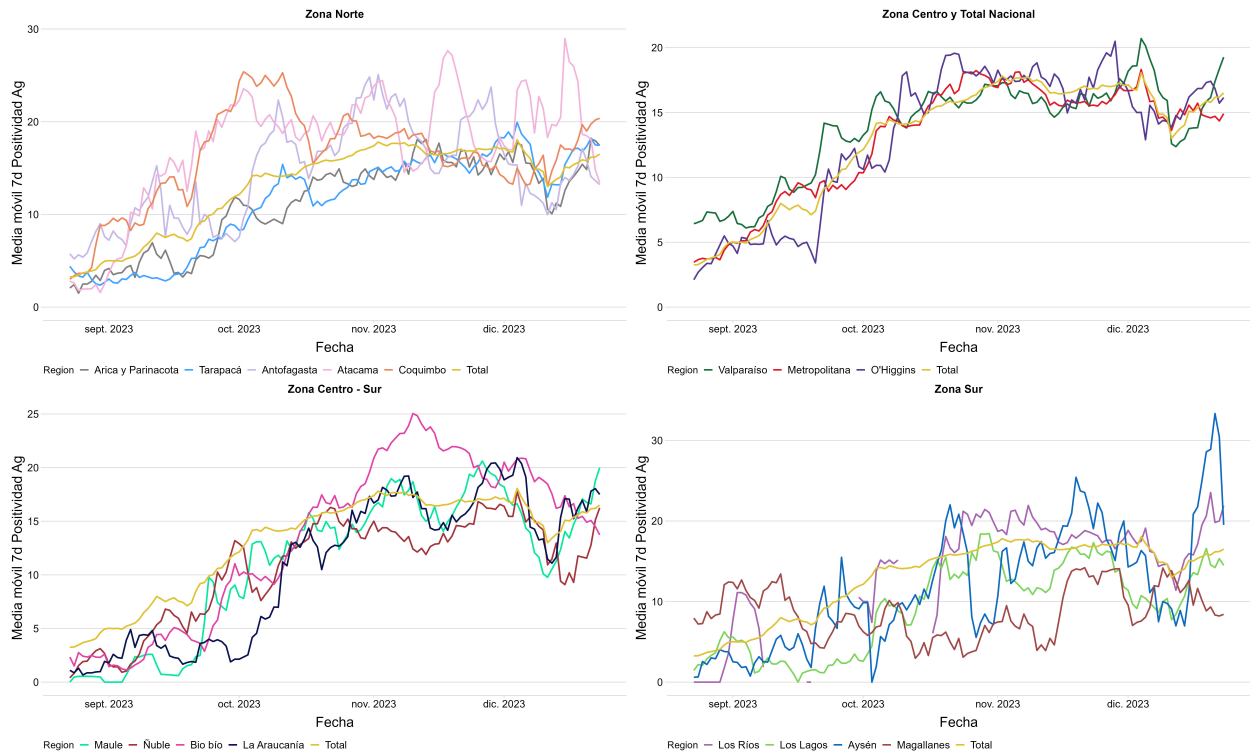 Zona Norte
Media móvil 7d Positividad Ag
30
20
10
0
sept. 2023 oct. 2023 nov. 2023 dic. 2023
Fecha
Region Arica y Parinacota Tarapacá Antofagasta Atacama Coquimbo Total
Zona Centro y Total Nacional
Media móvil 7d Positividad Ag
20
15
10
5
0
sept. 2023 oct. 2023 nov. 2023 dic. 2023
Fecha
Region Valparaíso Metropolitana O'Higgins Total
Zona Centro - Sur
Media móvil 7d Positividad Ag
25
20
15
10
5
0
sept. 2023 oct. 2023 nov. 2023 dic. 2023
Fecha
Region Maule Ñuble Bio bío La Araucanía Total
Zona Sur
Media móvil 7d Positividad Ag
30
20
10
0
sept. 2023 oct. 2023 nov. 2023 dic. 2023
Fecha
Region Los Ríos Los Lagos Aysén Magallanes Total